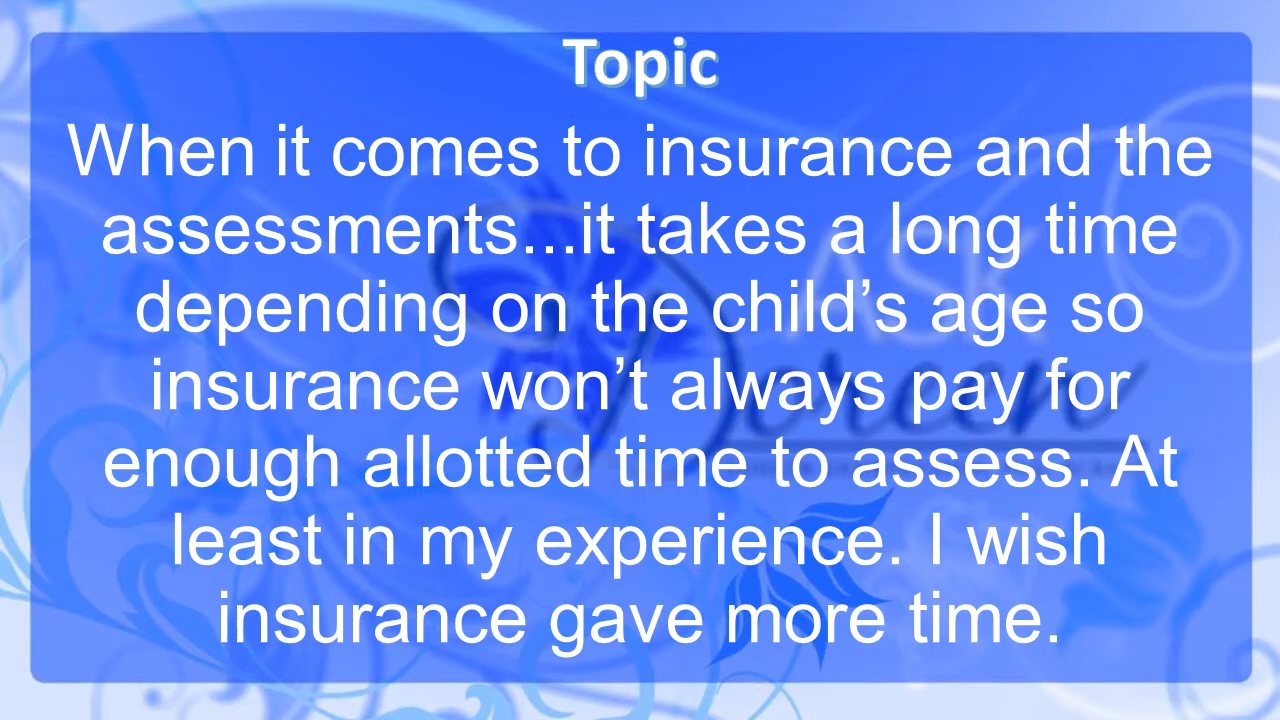 Topic
When it comes to insurance and the
assessments...it takes a long time
depending on the child’s age so
insurance won’t always pay for
enough allotted time to assess. At
least in my experience. I wish
insurance gave more time.
ASK
Doreen